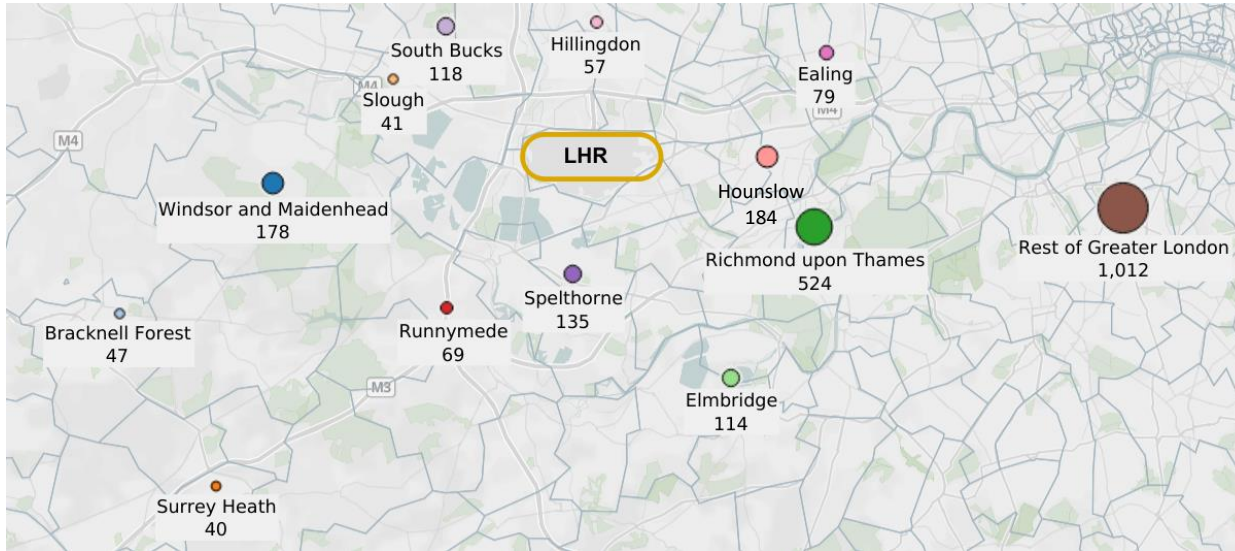 South Bucks
118
Hillingdon
57
Ealing
79
M4
Slough
41
M4
M4
LHR
Hounslow
184
Windsor and Maidenhead
178
Richmond upon Thames
524
Rest of Greater London
1,012
Spelthorne
135
Bracknell Forest
47
Runnymede
69
M3
Elmbridge
114
Surrey Heath
40